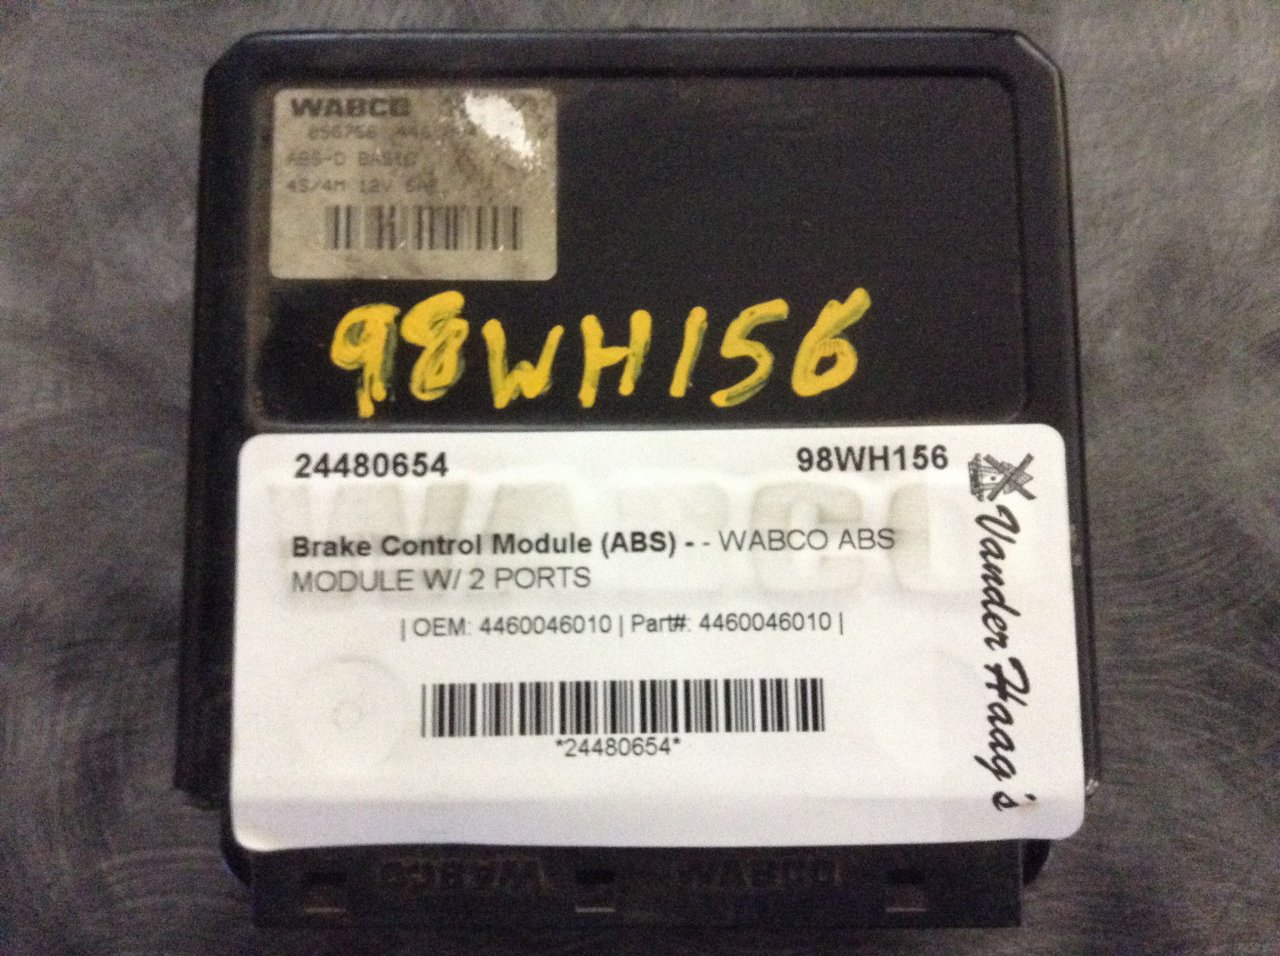 WABCO
ABS-D BASIC
4S/4M 12V
98WH156
24480654 98WH156
Brake Control Module (ABS) - - WABCO ABS
MODULE W/ 2 PORTS
| OEM: 4460046010 | Part#: 4460046010 |
*24480654*
Vander Haag's
WABCO WABCO